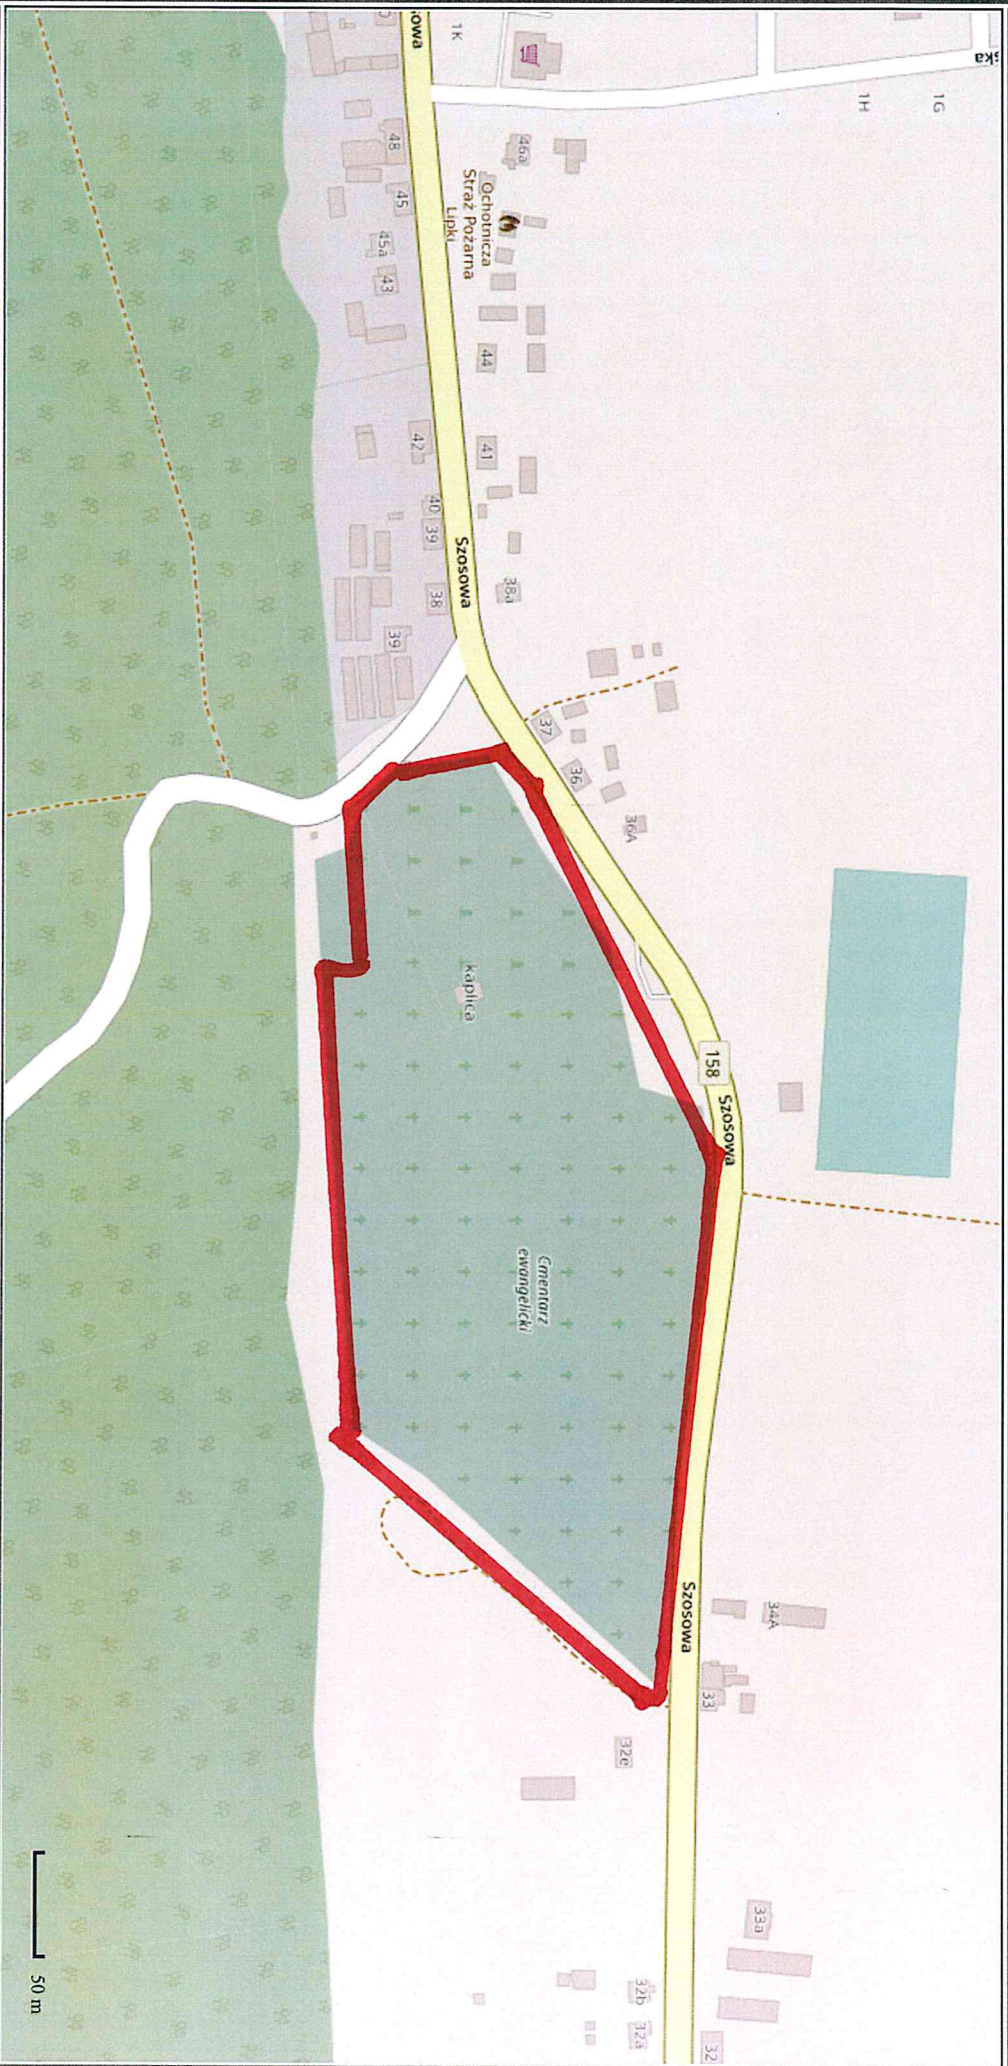 ska
1G
1H
1K
sowa
46a
Ochotnicza
Straż Pożarna
Lipki
48
45
45a
43
44
41
42
40
39
38
38a
39
Szosowa
37
36
36A
kaplica
158
Szosowa
Cmentarz
ewangelicki
Szosowa
34A
33
32e
33a
32b
32a
32
50 m